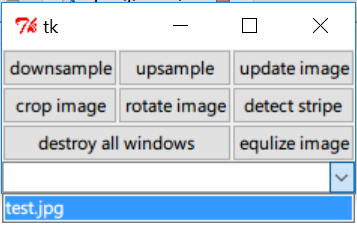 tk
downsample upsample update image
crop image rotate image detect stripe
destroy all windows equlize image
test.jpg